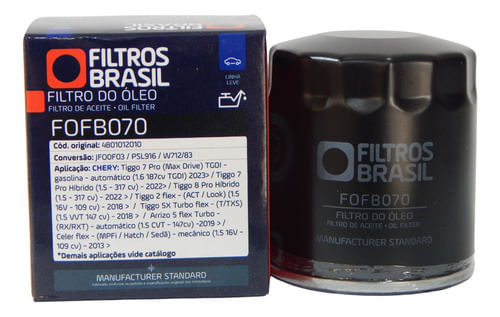 FILTROS
BRASIL
FILTRO DO ÓLEO
FILTRO DE ACEITE • OIL FILTER
FOFB070
LINHA
LEVE
Cód. original: 4801012010
Conversão: JFO0F03 / PSL916 / W712/83
Aplicação: CHERY: Tiggo 7 Pro (Max Drive) TGDI -
gasolina - automático (1.6 187cv TGDI) 2023> / Tiggo 7
Pro Híbrido (1.5 - 317 cv) - 2022> / Tiggo 8 Pro Híbrido
(1.5 - 317 cv) - 2022 > / Tiggo 2 flex - (ACT / Look) (1.5
16V - 109 cv) - 2018 > / Tiggo 5X Turbo flex - (T/TXS)
(1.5 VVT 147 cv) - 2018 > / Arrizo 5 flex Turbo -
(RX/RXT) - automático (1.5 CVT - 147cv) -2019> /
Celer flex - (MPFi / Hatch / Sedã) - mecânico (1.5 16V
- 109 cv) - 2013 >
*Demais aplicações vide catálogo
MANUFACTURER STANDARD
FILTROS
BRASIL
FOFB070
FILTRO DO ÓLEO
FILTRO DE ACEITE • OIL FILTER
MANUFACTURER STANDARD